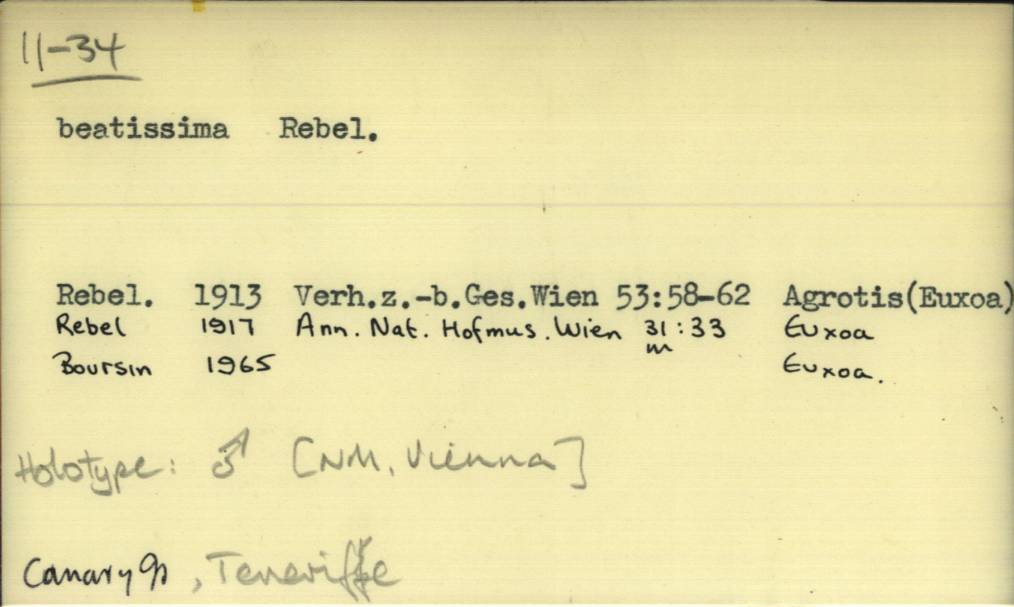 11-34
beatissima Rebel.
Rebel. 1913 Verh.z.-b.Ges.Wien 53:58-62 Agrotis(Euxoa)
Rebel 1917 Ann. Nat. Hofmus. Wien 31:33 Euxoa
Boursin 1965 Euxoa.
Holotype: ♂ [NM, Vienna]
Canary , Teneriffe